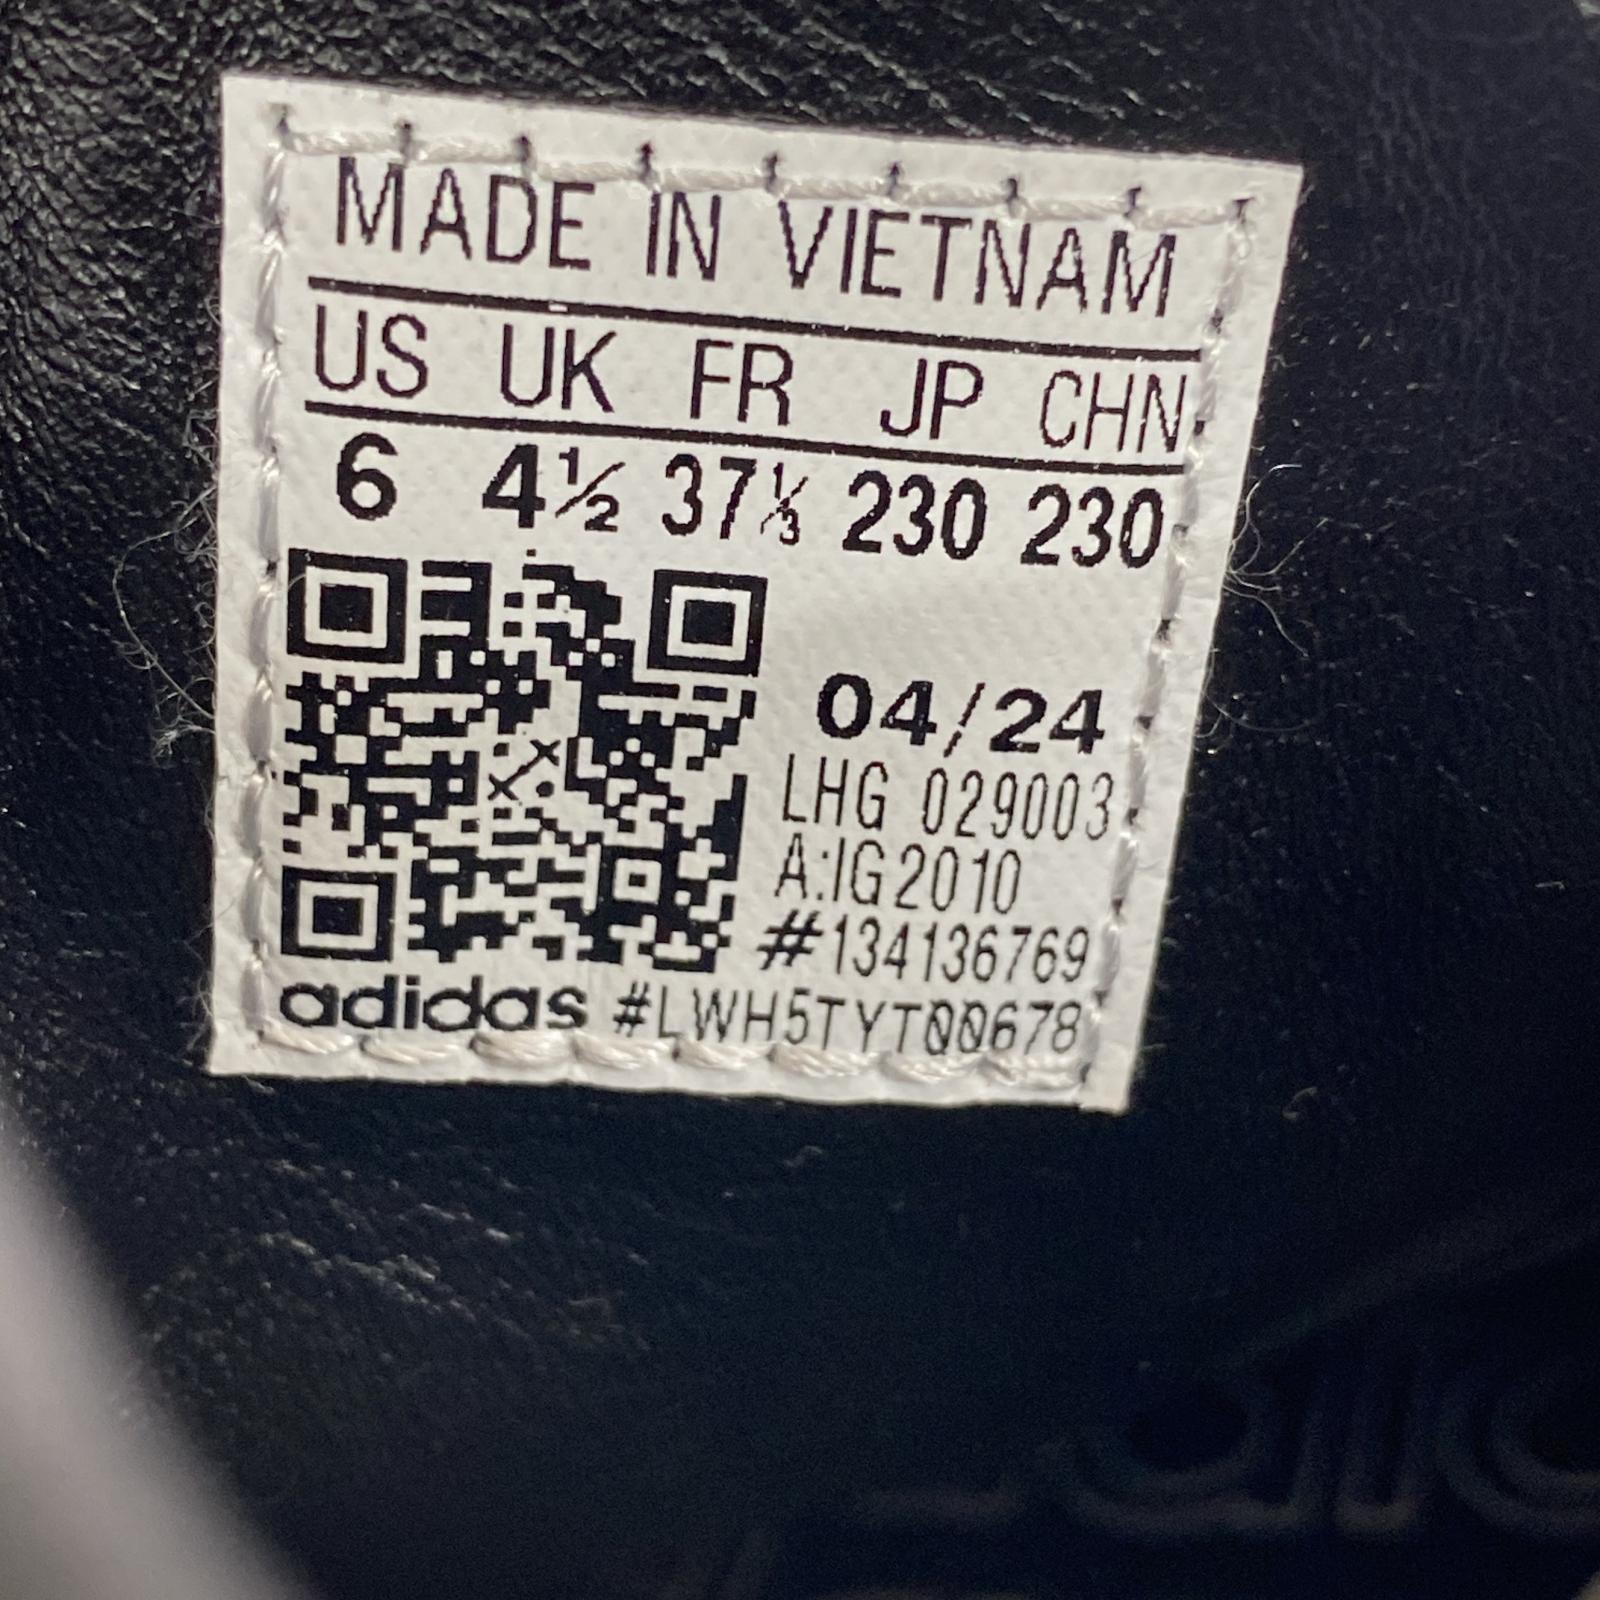 MADE IN VIETNAM
US UK FR JP CHN
6 4½ 37⅓ 230 230
04/24
LHG 029003
A:IG2010
#134136769
adidas #LWH5TYT00678